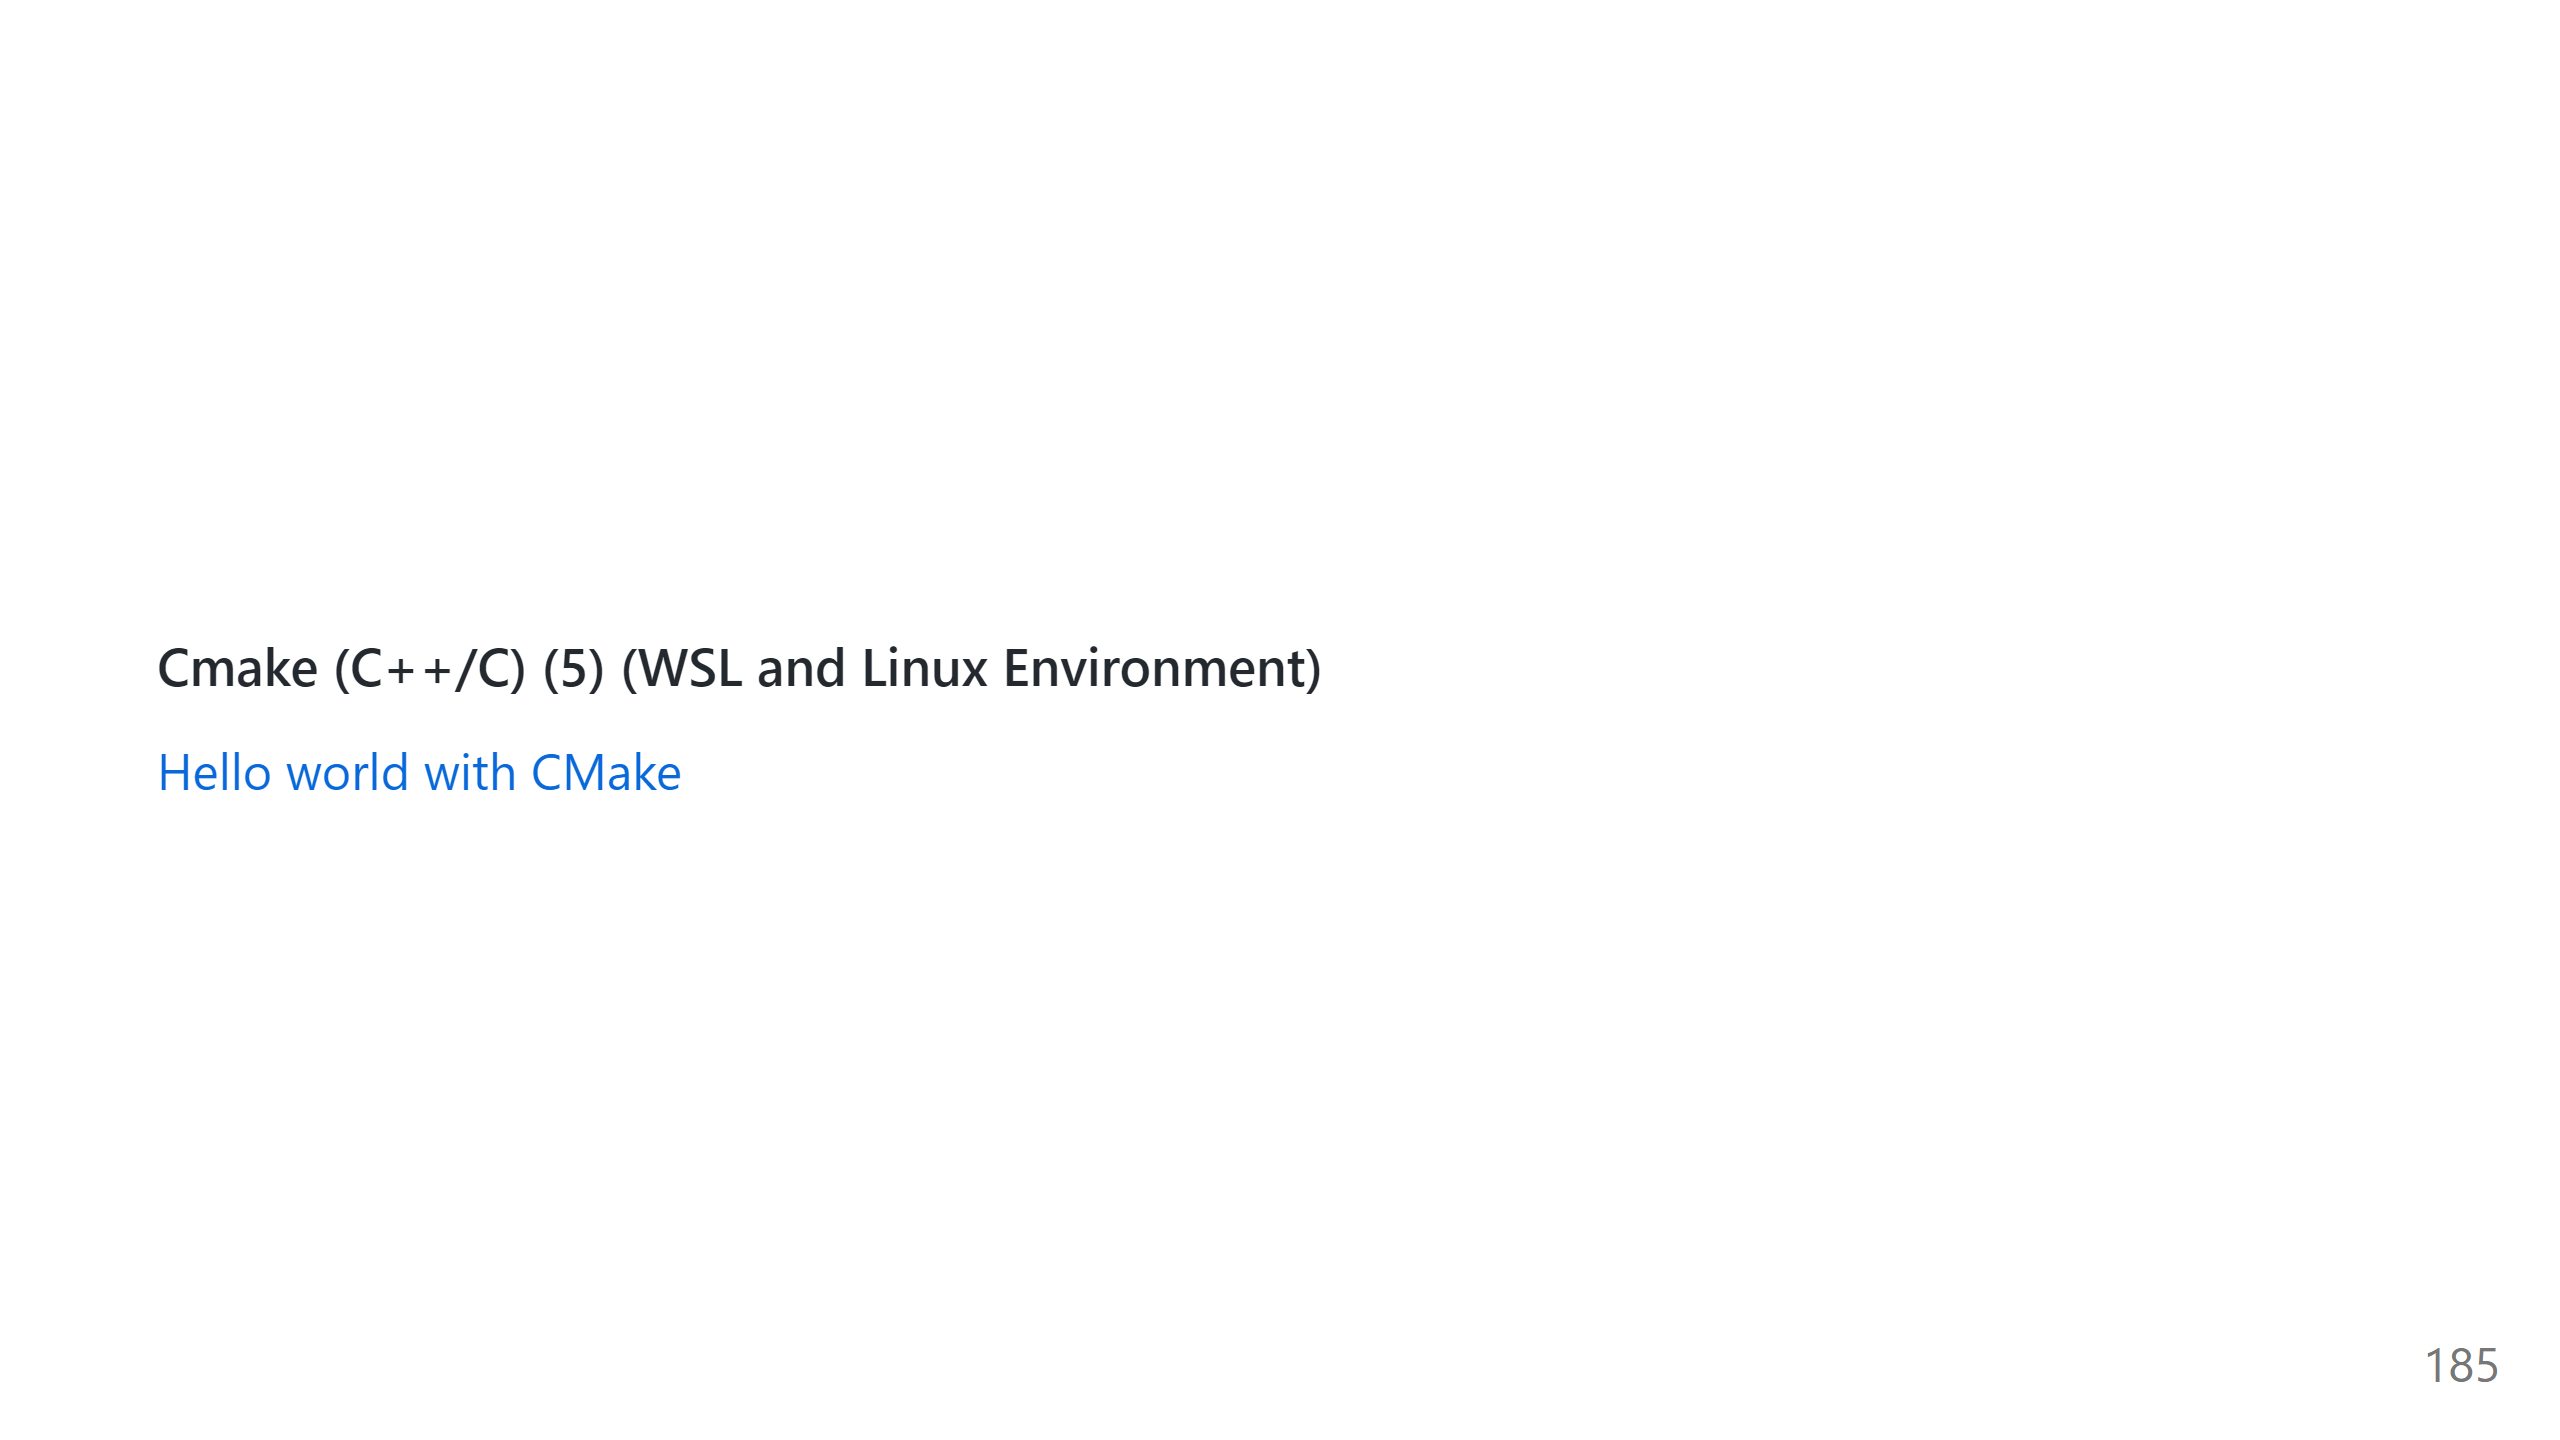 Cmake (C++/C) (5) (WSL and Linux Environment)
Hello world with CMake
185